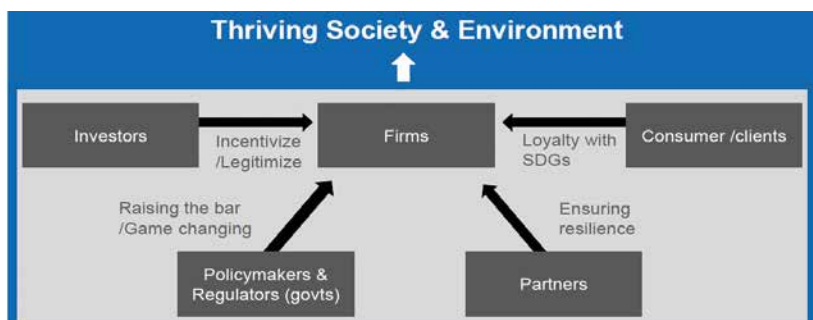 Thriving Society & Environment
Investors
Incentivize
/Legitimize
Firms
Loyalty with
SDGs
Consumer /clients
Raising the bar
/Game changing
Ensuring
resilience
Policymakers &
Regulators (govts)
Partners